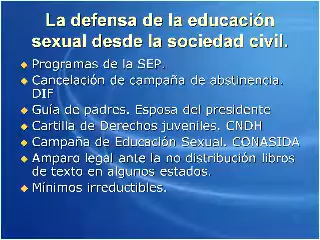 La defensa de la educación
sexual desde la sociedad civil.
Programas de la SEP.
Cancelación de campaña de abstinencia.
DIF
Guía de padres. Esposa del presidente
Cartilla de Derechos juveniles. CNDH
Campaña de Educación Sexual. CONASIDA
Amparo legal ante la no distribución libros
de texto en algunos estados.
Mínimos irreductibles.